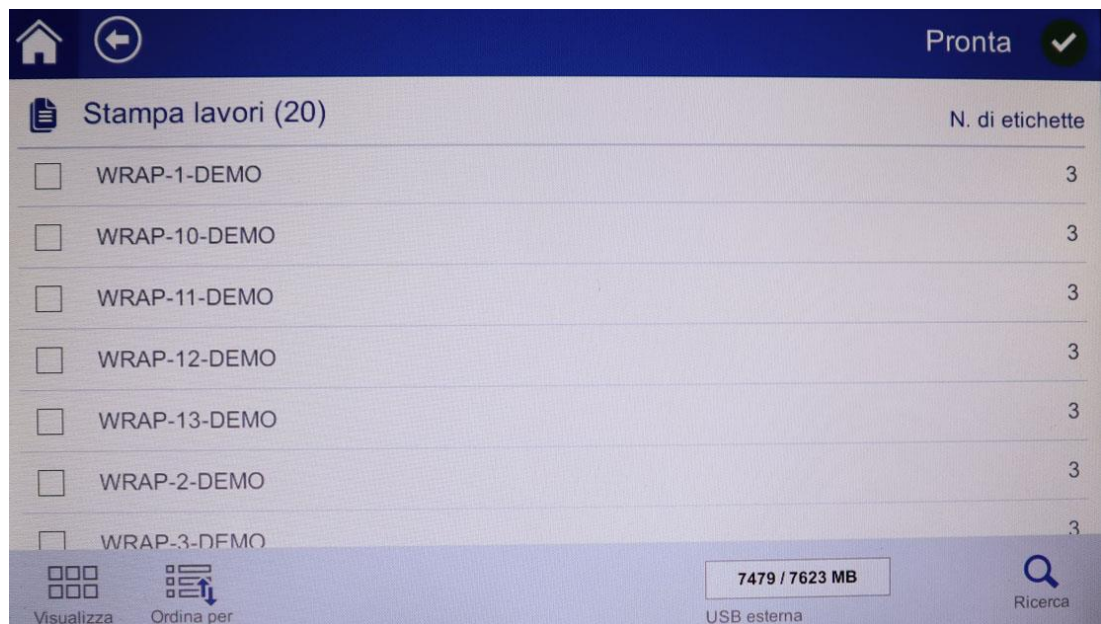 Pronta
Stampa lavori (20)
N. di etichette
WRAP-1-DEMO 3
WRAP-10-DEMO 3
WRAP-11-DEMO 3
WRAP-12-DEMO 3
WRAP-13-DEMO 3
WRAP-2-DEMO 3
WRAP-3-DEMO 3
7479 / 7623 MB
Visualizza
Ordina per
USB esterna
Ricerca